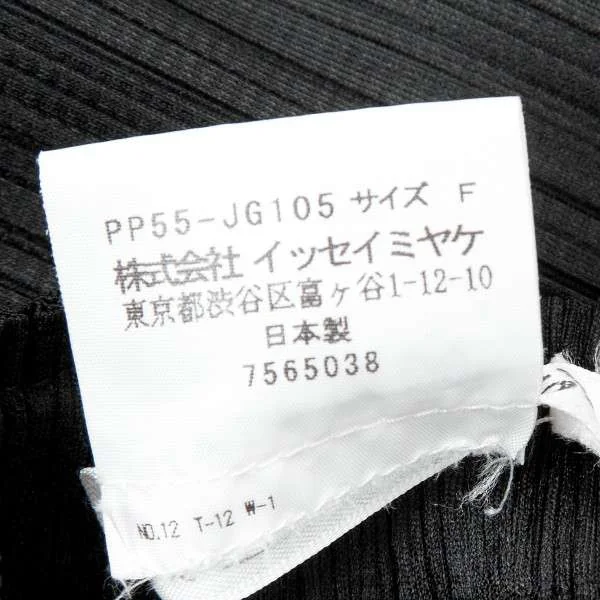 PP55-JG105 サイズ F
株式会社 イッセイミヤケ
東京都渋谷区富ヶ谷1-12-10
日本製
7565038
NO.12 T-12 W-1